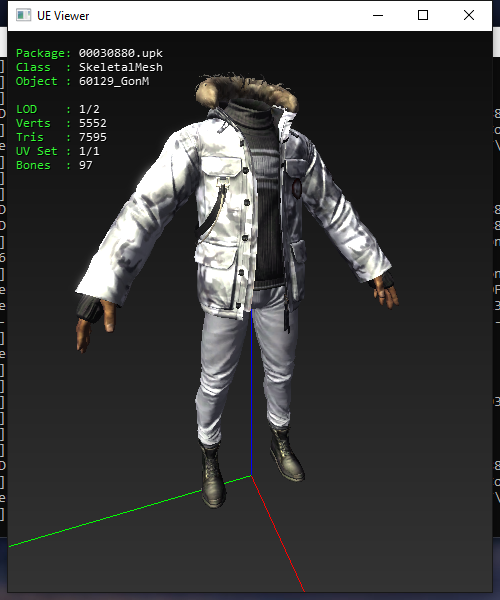 UE Viewer
Package: 00030880.upk
Class  : SkeletalMesh
Object : 60129_GonM
LOD    : 1/2
Verts  : 5552
Tris   : 7595
UV Set : 1/1
Bones  : 97